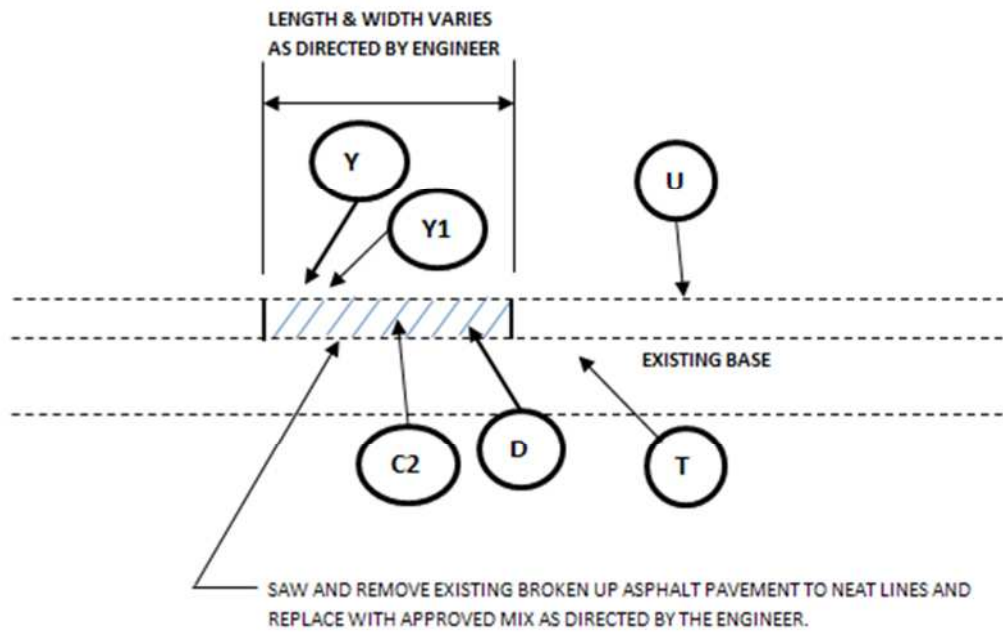 LENGTH & WIDTH VARIES
AS DIRECTED BY ENGINEER
Y
U
Y1
EXISTING BASE
C2
D
T
SAW AND REMOVE EXISTING BROKEN UP ASPHALT PAVEMENT TO NEAT LINES AND
REPLACE WITH APPROVED MIX AS DIRECTED BY THE ENGINEER.